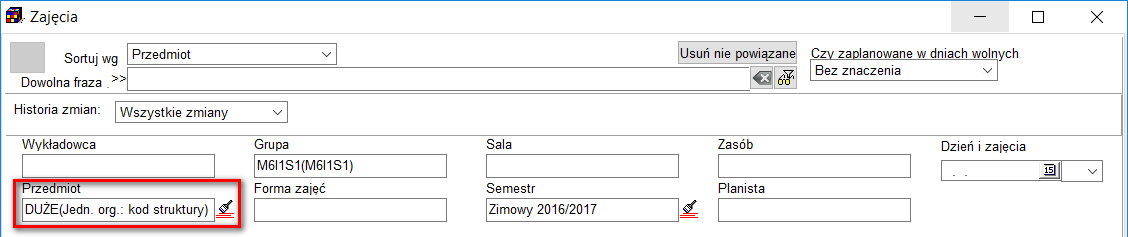 Zajęcia
Sortuj wg Przedmiot Usuń nie powiązane Czy zaplanowane w dniach wolnych
Dowolna fraza . >> Bez znaczenia
Historia zmian: Wszystkie zmiany
Wykładowca Grupa Sala Zasób Dzień i zajęcia
M6I1S1(M6I1S1) . . 15
Przedmiot Forma zajęć Semestr Planista
DUŻE(Jedn. org.: kod struktury) Zimowy 2016/2017